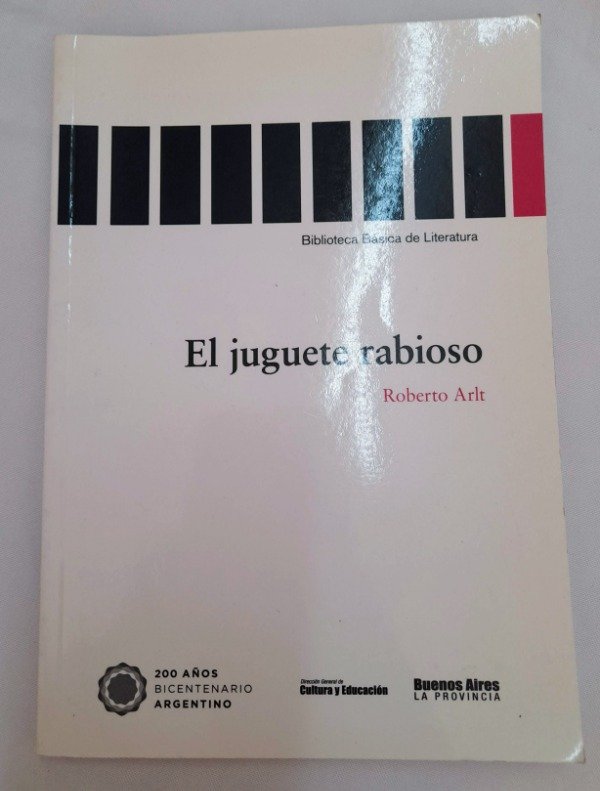 Biblioteca Básica de Literatura
El juguete rabioso
Roberto Arlt
200 AÑOS
BICENTENARIO
ARGENTINO
Dirección General de
Cultura y Educación
Buenos Aires
LA PROVINCIA